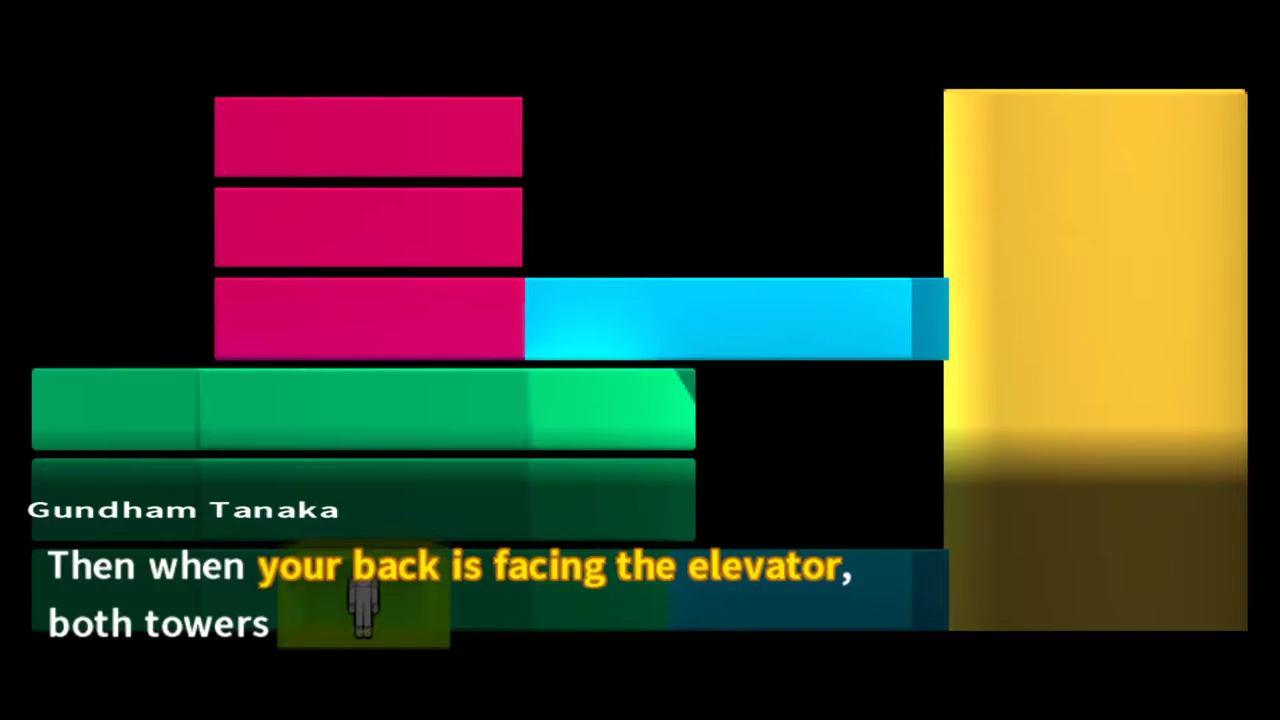 Gundham Tanaka
Then when your back is facing the elevator,
both towers